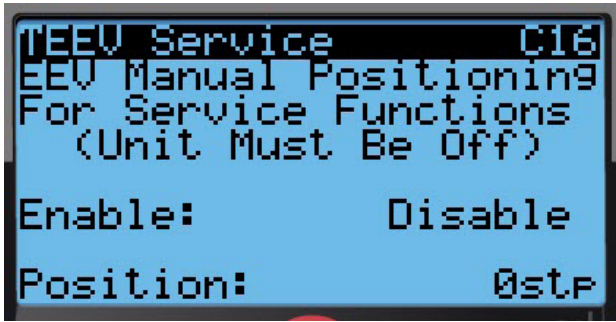 TEEV Service C16
EEV Manual Positioning
For Service Functions
(Unit Must Be Off)
Enable: Disable
Position: 0stp